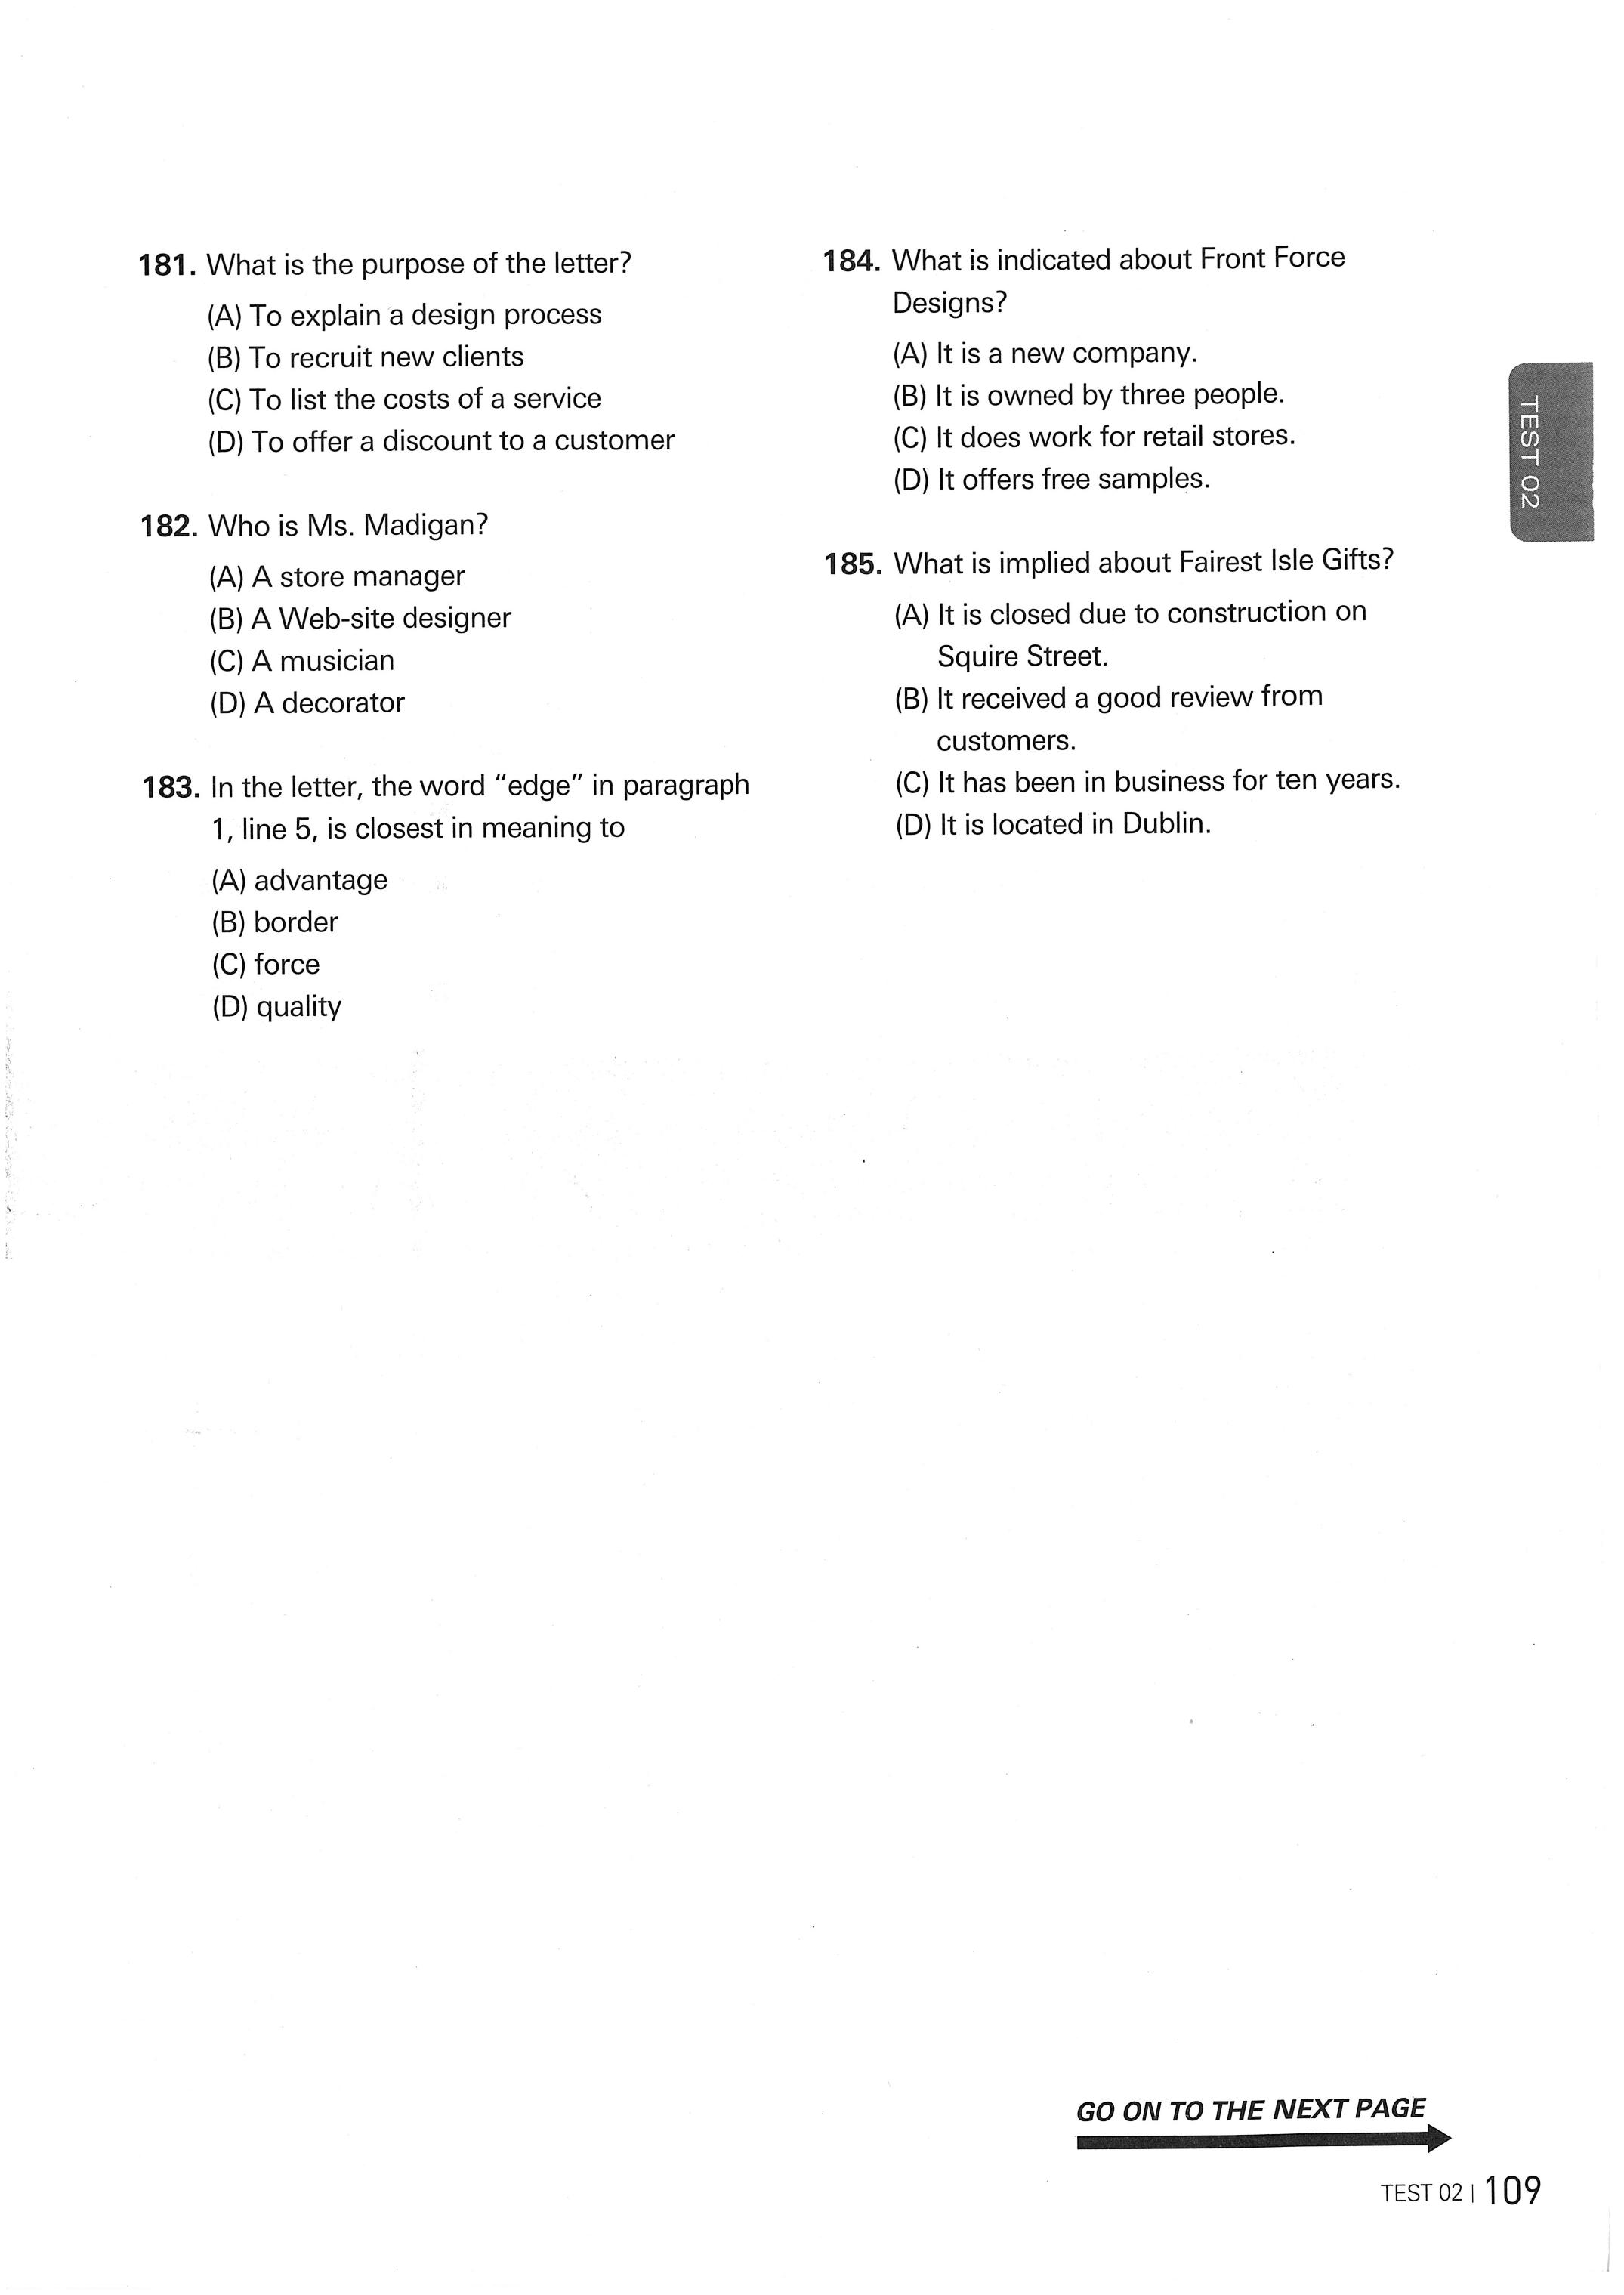 181. What is the purpose of the letter?
(A) To explain a design process
(B) To recruit new clients
(C) To list the costs of a service
(D) To offer a discount to a customer
182. Who is Ms. Madigan?
(A) A store manager
(B) A Web-site designer
(C) A musician
(D) A decorator
183. In the letter, the word “edge” in paragraph
1, line 5, is closest in meaning to
(A) advantage
(B) border
(C) force
(D) quality
184. What is indicated about Front Force
Designs?
(A) It is a new company.
(B) It is owned by three people.
(C) It does work for retail stores.
(D) It offers free samples.
185. What is implied about Fairest Isle Gifts?
(A) It is closed due to construction on
Squire Street.
(B) It received a good review from
customers.
(C) It has been in business for ten years.
(D) It is located in Dublin.
TEST 02
GO ON TO THE NEXT PAGE
TEST 02 | 109